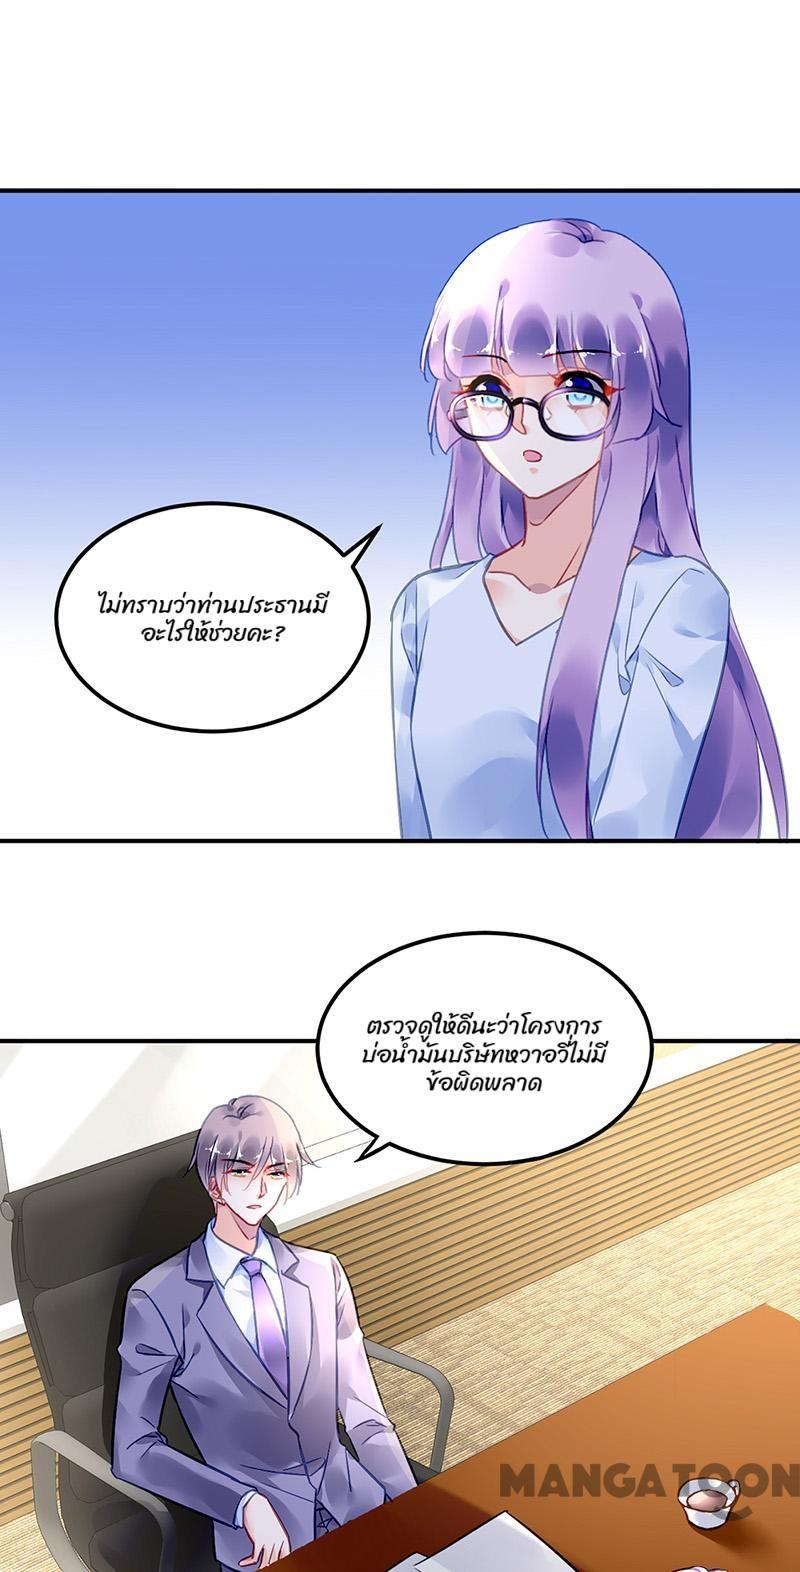 ไม่ทราบว่าท่านประธานมี
อะไรให้ช่วยคะ?
ตรวจดูให้ดีนะว่าโครงการ
บ่อน้ำมันบริษัทหวาอวี่ไม่มี
ข้อผิดพลาด
MANGATOON